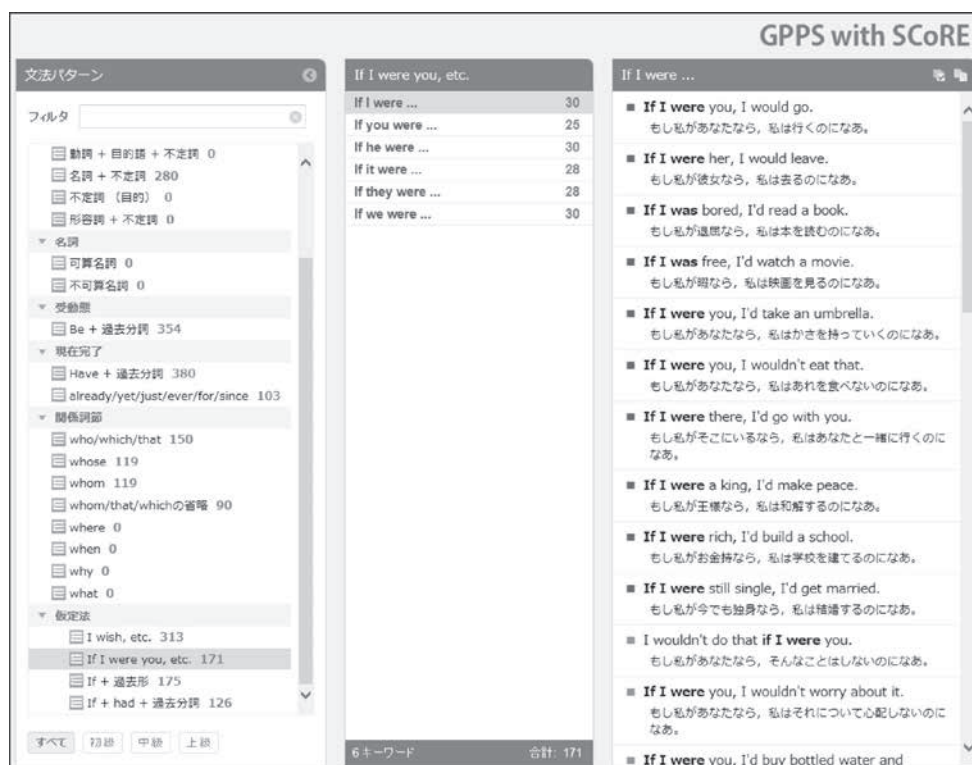 GPPS with SCoRE
文法パターン
フィルタ
動詞 + 目的語 + 不定詞 0
名詞 + 不定詞 280
不定詞 (目的) 0
形容詞 + 不定詞 0
名詞
可算名詞 0
不可算名詞 0
受動態
Be + 過去分詞 354
現在完了
Have + 過去分詞 380
already/yet/just/ever/for/since 103
関係詞節
who/which/that 150
whose 119
whom 119
whom/that/whichの省略 90
where 0
when 0
why 0
what 0
仮定法
I wish, etc. 313
If I were you, etc. 171
If + 過去形 175
If + had + 過去分詞 126
すべて 初級 中級 上級
If I were you, etc.
If I were ... 30
If you were ... 25
If he were ... 30
If it were ... 28
If they were ... 28
If we were ... 30
6 キーワード 合計: 171
If I were ...
If I were you, I would go.
もし私があなたなら，私は行くのになあ。
If I were her, I would leave.
もし私が彼女なら，私は去るのになあ。
If I was bored, I'd read a book.
もし私が退屈なら，私は本を読むのになあ。
If I was free, I'd watch a movie.
もし私が暇なら，私は映画を見るのになあ。
If I were you, I'd take an umbrella.
もし私があなたなら，私はかさを持っていくのになあ。
If I were you, I wouldn't eat that.
もし私があなたなら，私はあれを食べないのになあ。
If I were there, I'd go with you.
もし私がそこにいるなら，私はあなたと一緒に行くのに
なあ。
If I were a king, I'd make peace.
もし私が王様なら，私は和解するのになあ。
If I were rich, I'd build a school.
もし私がお金持なら，私は学校を建てるのになあ。
If I were still single, I'd get married.
もし私が今でも独身なら，私は結婚するのになあ。
I wouldn't do that if I were you.
もし私があなたなら，そんなことはしないのになあ。
If I were you, I wouldn't worry about it.
もし私があなたなら，私はそれについて心配しないのに
なあ。
If I were you, I'd buy bottled water and